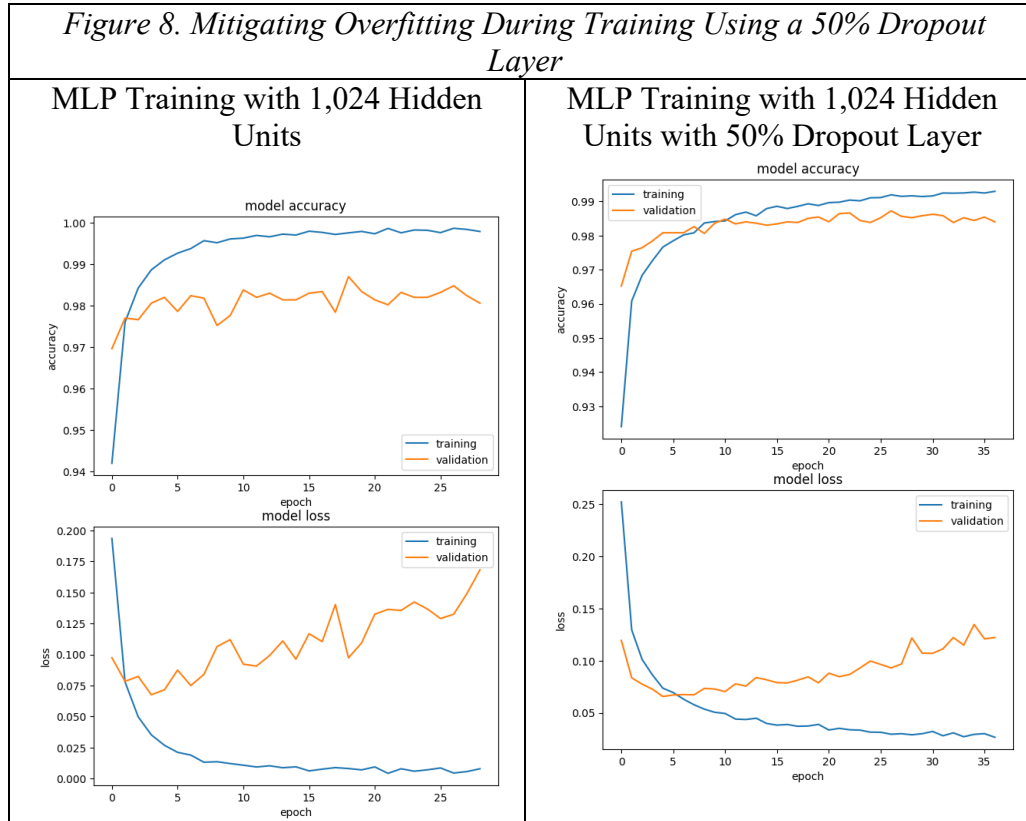 Figure 8. Mitigating Overfitting During Training Using a 50% Dropout
Layer
MLP Training with 1,024 Hidden
Units
model accuracy
1.00
0.99
0.98
0.97
0.96
0.95
0.94
accuracy
training
validation
0
5
10
15
20
25
epoch
model loss
0.200
0.175
0.150
0.125
0.100
0.075
0.050
0.025
0.000
loss
training
validation
0
5
10
15
20
25
epoch
MLP Training with 1,024 Hidden
Units with 50% Dropout Layer
model accuracy
training
validation
0.99
0.98
0.97
0.96
0.95
0.94
0.93
accuracy
0
5
10
15
20
25
30
35
epoch
model loss
0.25
0.20
0.15
0.10
0.05
loss
training
validation
0
5
10
15
20
25
30
35
epoch